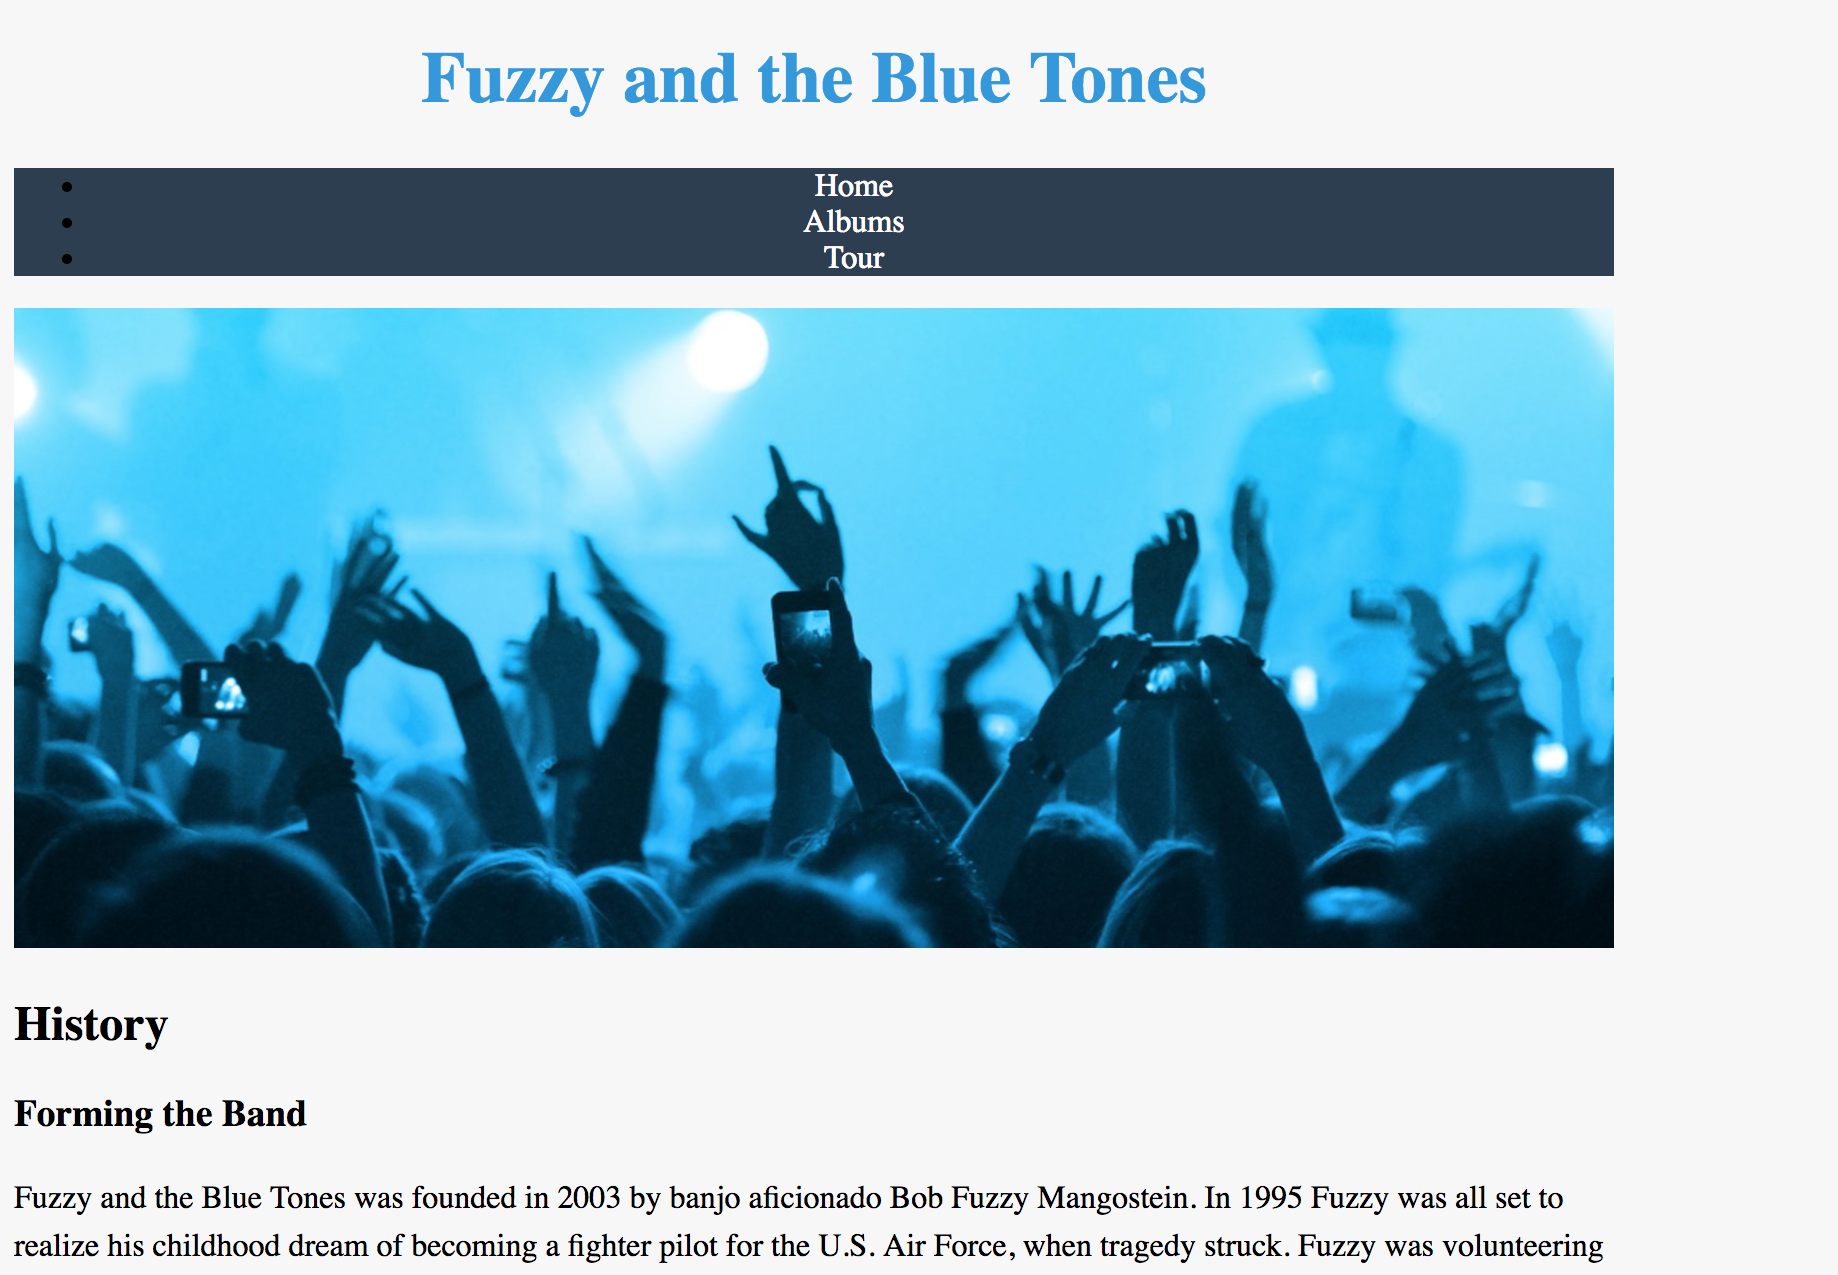 Fuzzy and the Blue Tones
Home
Albums
Tour
History
Forming the Band
Fuzzy and the Blue Tones was founded in 2003 by banjo aficionado Bob Fuzzy Mangostein. In 1995 Fuzzy was all set to
realize his childhood dream of becoming a fighter pilot for the U.S. Air Force, when tragedy struck. Fuzzy was volunteering